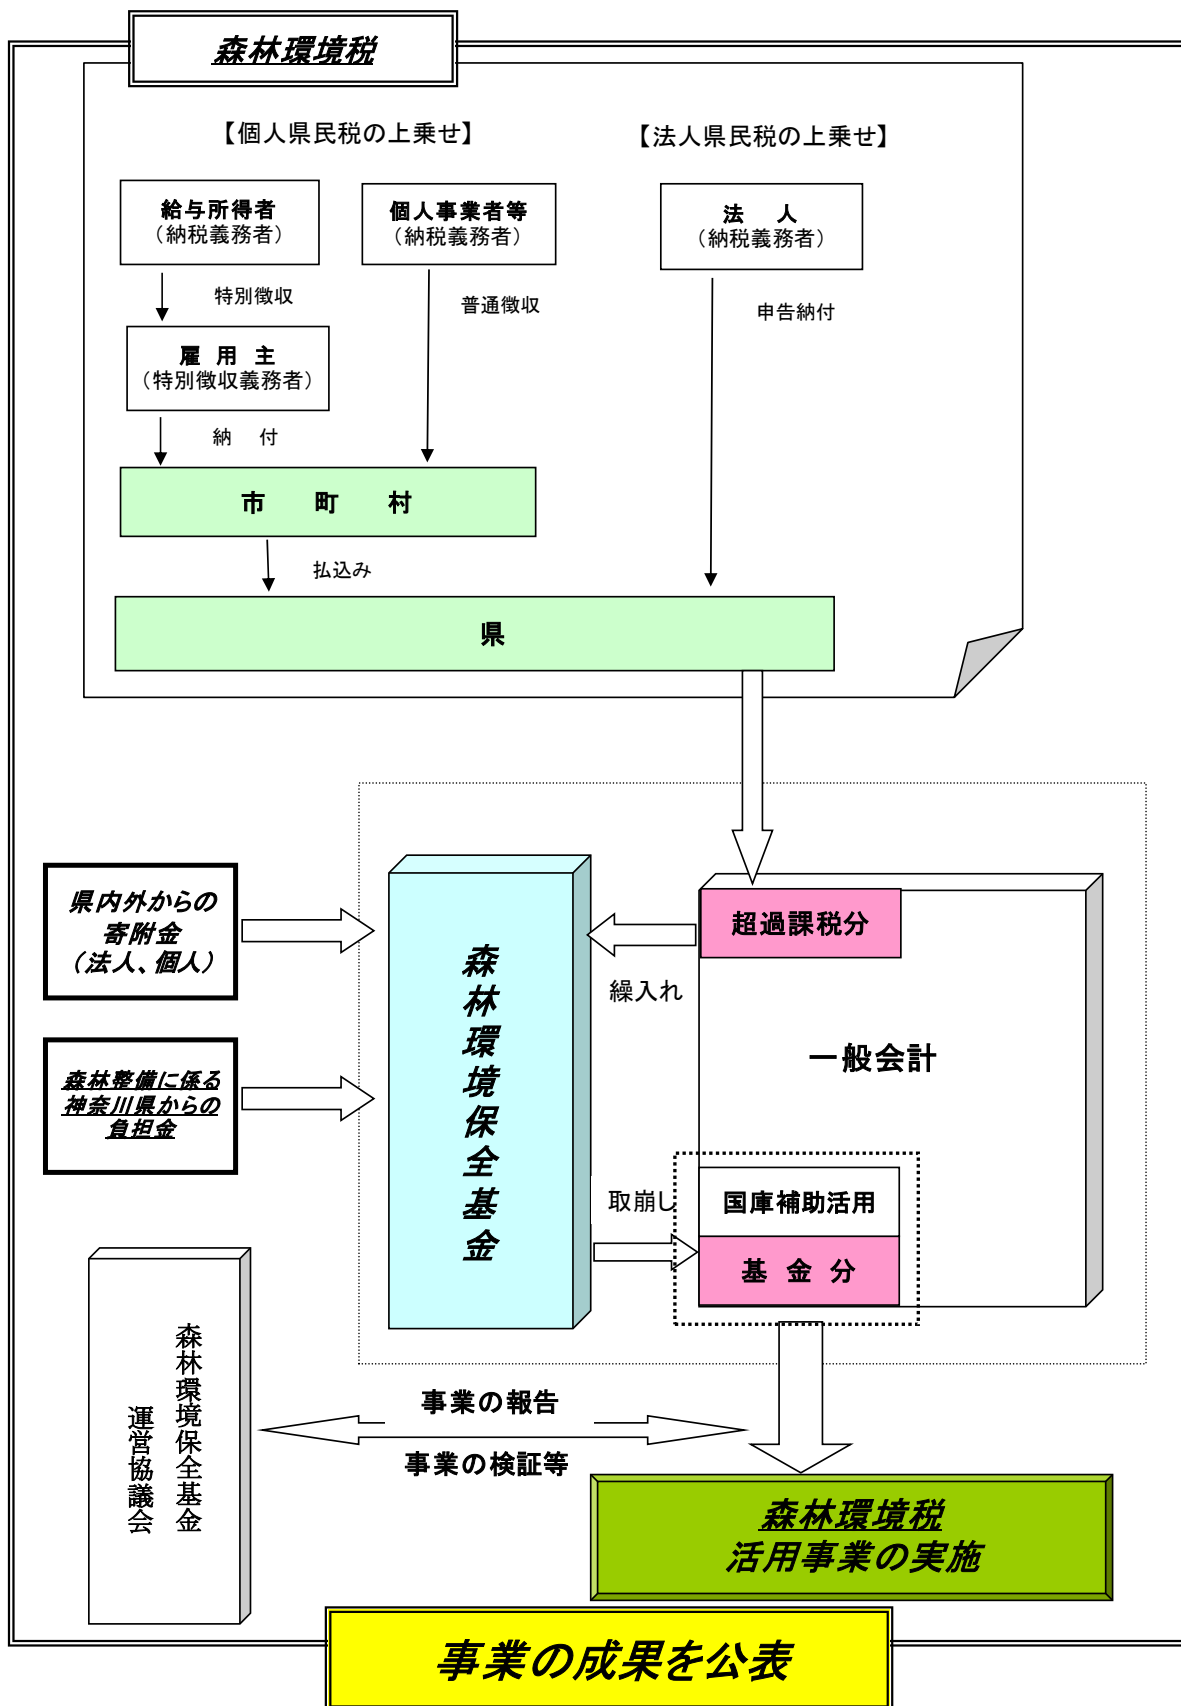 森林環境税
【個人県民税の上乗せ】
【法人県民税の上乗せ】
給与所得者
（納税義務者）
個人事業者等
（納税義務者）
法　人
（納税義務者）
特別徴収
普通徴収
申告納付
雇 用 主
（特別徴収義務者）
納　付
市　町　村
払込み
県
県内外からの
寄附金
（法人、個人）
森林整備に係る
神奈川県からの
負担金
森林環境保全基金
超過課税分
繰入れ
一般会計
取崩し
国庫補助活用
基 金 分
森林環境保全基金
運営協議会
事業の報告
事業の検証等
森林環境税
活用事業の実施
事業の成果を公表